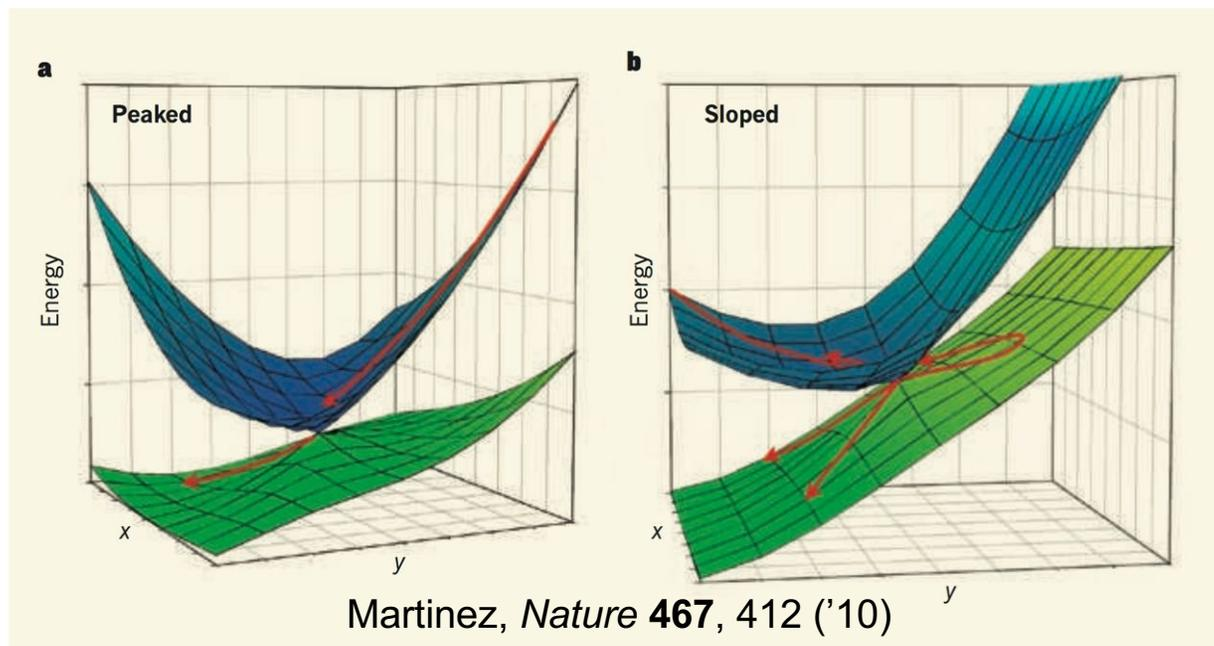 a
Peaked
Energy
x
y
b
Sloped
Energy
x
y
Martinez, Nature 467, 412 (’10)